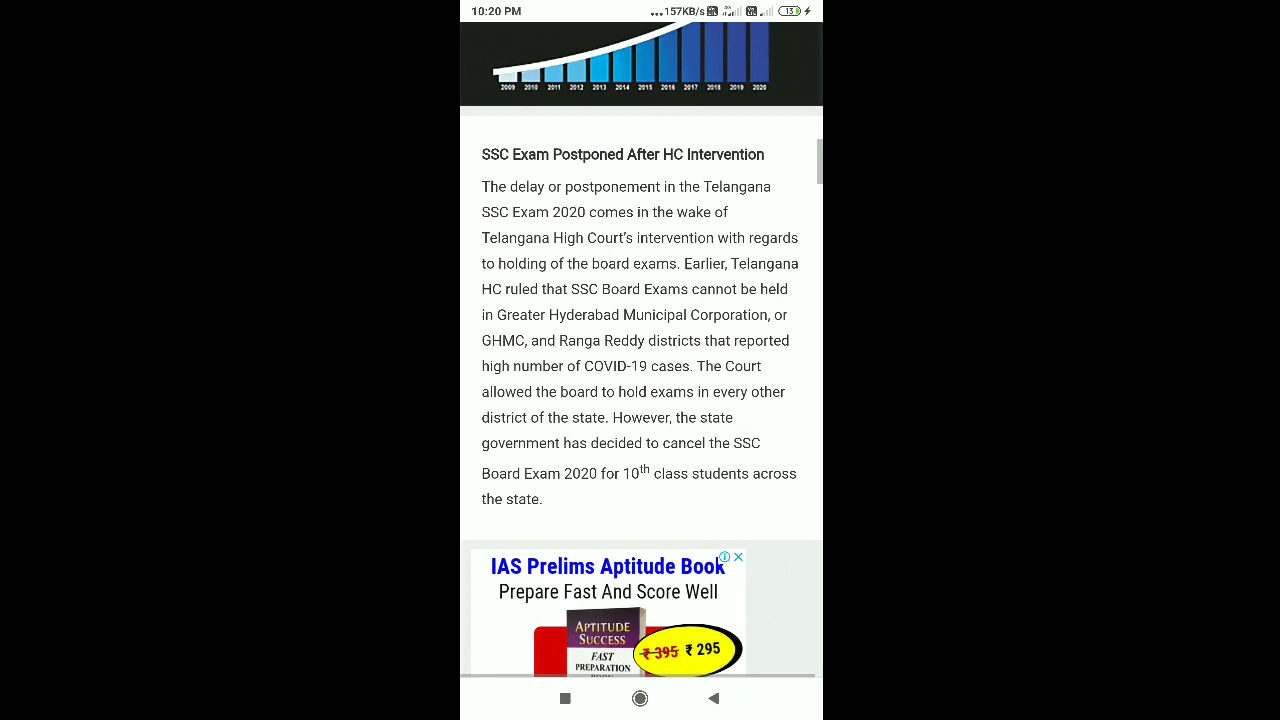 10:20 PM
157KB/s
13
2009 2010 2011 2012 2013 2014 2015 2016 2017 2018 2019 2020
SSC Exam Postponed After HC Intervention
The delay or postponement in the Telangana
SSC Exam 2020 comes in the wake of
Telangana High Court’s intervention with regards
to holding of the board exams. Earlier, Telangana
HC ruled that SSC Board Exams cannot be held
in Greater Hyderabad Municipal Corporation, or
GHMC, and Ranga Reddy districts that reported
high number of COVID-19 cases. The Court
allowed the board to hold exams in every other
district of the state. However, the state
government has decided to cancel the SSC
Board Exam 2020 for 10th class students across
the state.
IAS Prelims Aptitude Book
Prepare Fast And Score Well
APTITUDE
SUCCESS
₹ 395 ₹ 295
FAST
PREPARATION